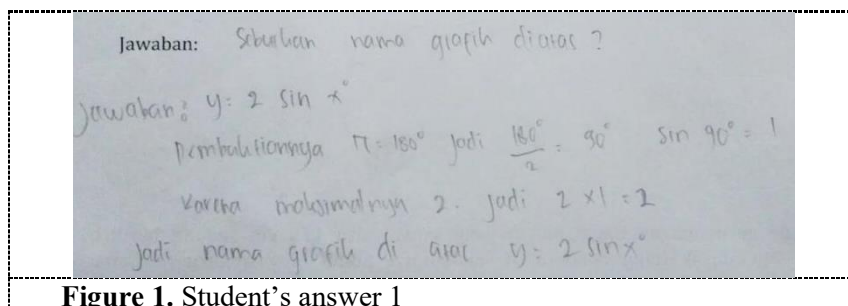 Jawaban: Sebutkan nama grafik diatas ?
Jawaban: y = 2 sin x°
Pembuktiannya π = 180° Jadi 180°/2 = 90° Sin 90° = 1
Karena maksimalnya 2. Jadi 2 x 1 = 2
Jadi nama grafik di atas y = 2 sin x°
Figure 1. Student's answer 1